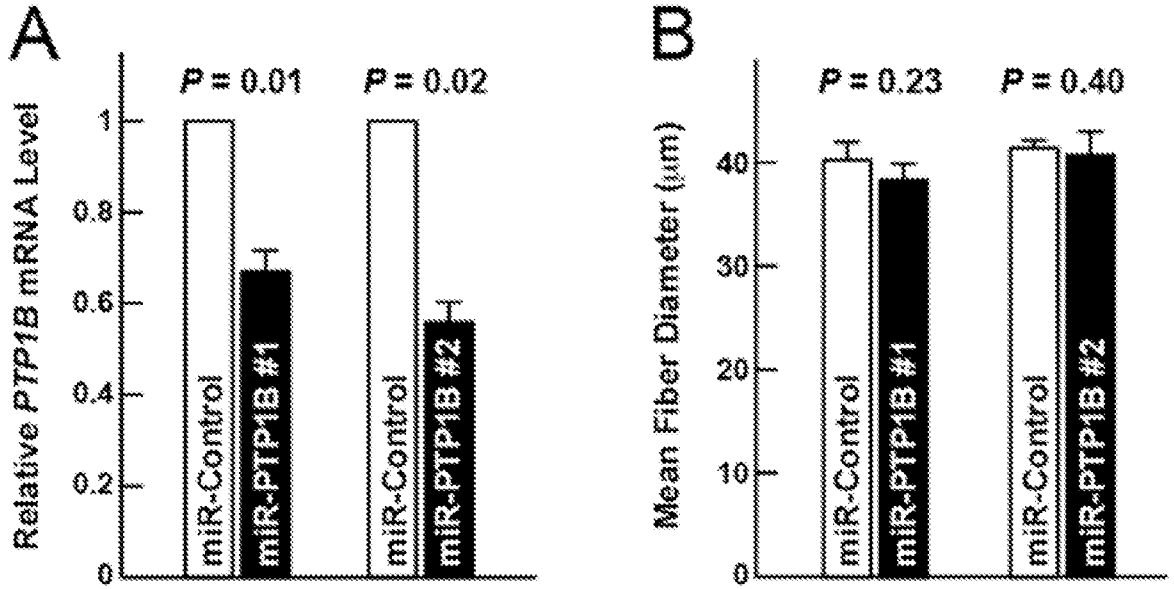 A
Relative PTP1B mRNA Level
1
0.8
0.6
0.4
0.2
0
P = 0.01
P = 0.02
miR-Control
miR-PTP1B #1
miR-Control
miR-PTP1B #2
B
Mean Fiber Diameter (μm)
40
30
20
10
0
P = 0.23
P = 0.40
miR-Control
miR-PTP1B #1
miR-Control
miR-PTP1B #2